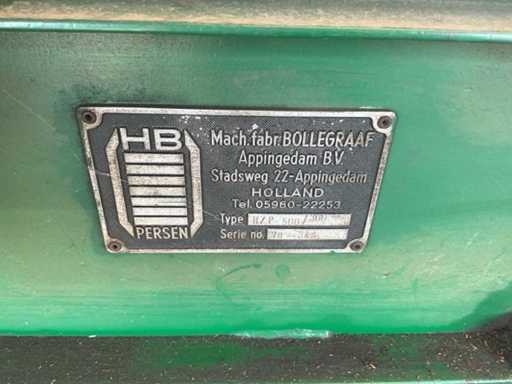 HB
PERSEN
Mach.fabr. BOLLEGRAAF
Appingedam B.V.
Stadsweg 22-Appingedam
HOLLAND
Tel. 05960-22253
Type
Serie no.